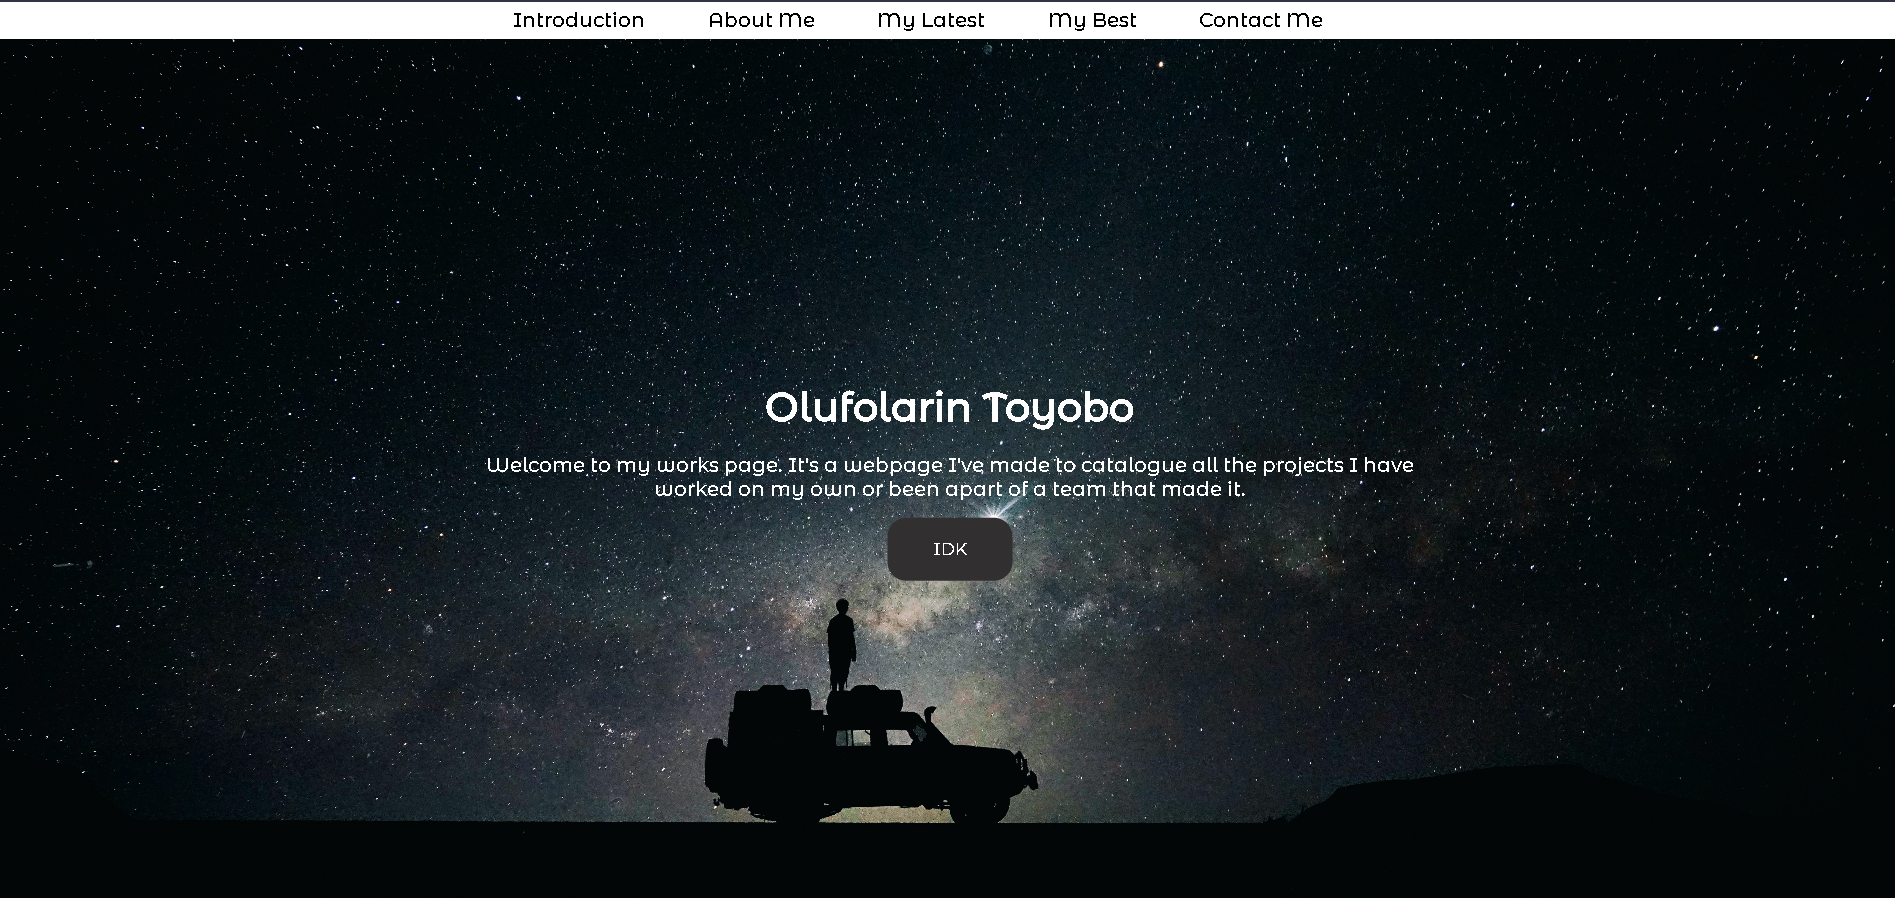 Introduction About Me My Latest My Best Contact Me
Olufolarin Toyobo
Welcome to my works page. It's a webpage I've made to catalogue all the projects I have
worked on my own or been apart of a team that made it.
IDK